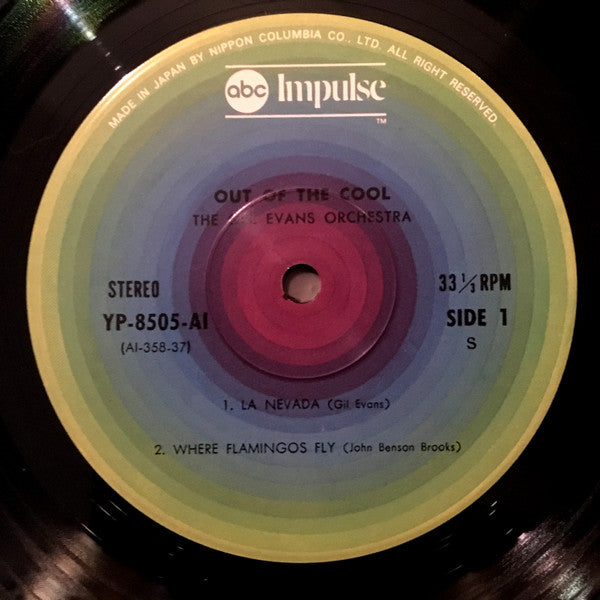 MADE IN JAPAN BY NIPPON COLUMBIA CO., LTD. ALL RIGHT RESERVED.
abc Impulse
TM
OUT OF THE COOL
THE GIL EVANS ORCHESTRA
STEREO
33 1/3 RPM
YP-8505-AI
SIDE 1
(AI-358-37)
S
1. LA NEVADA (Gil Evans)
2. WHERE FLAMINGOS FLY (John Benson Brooks)